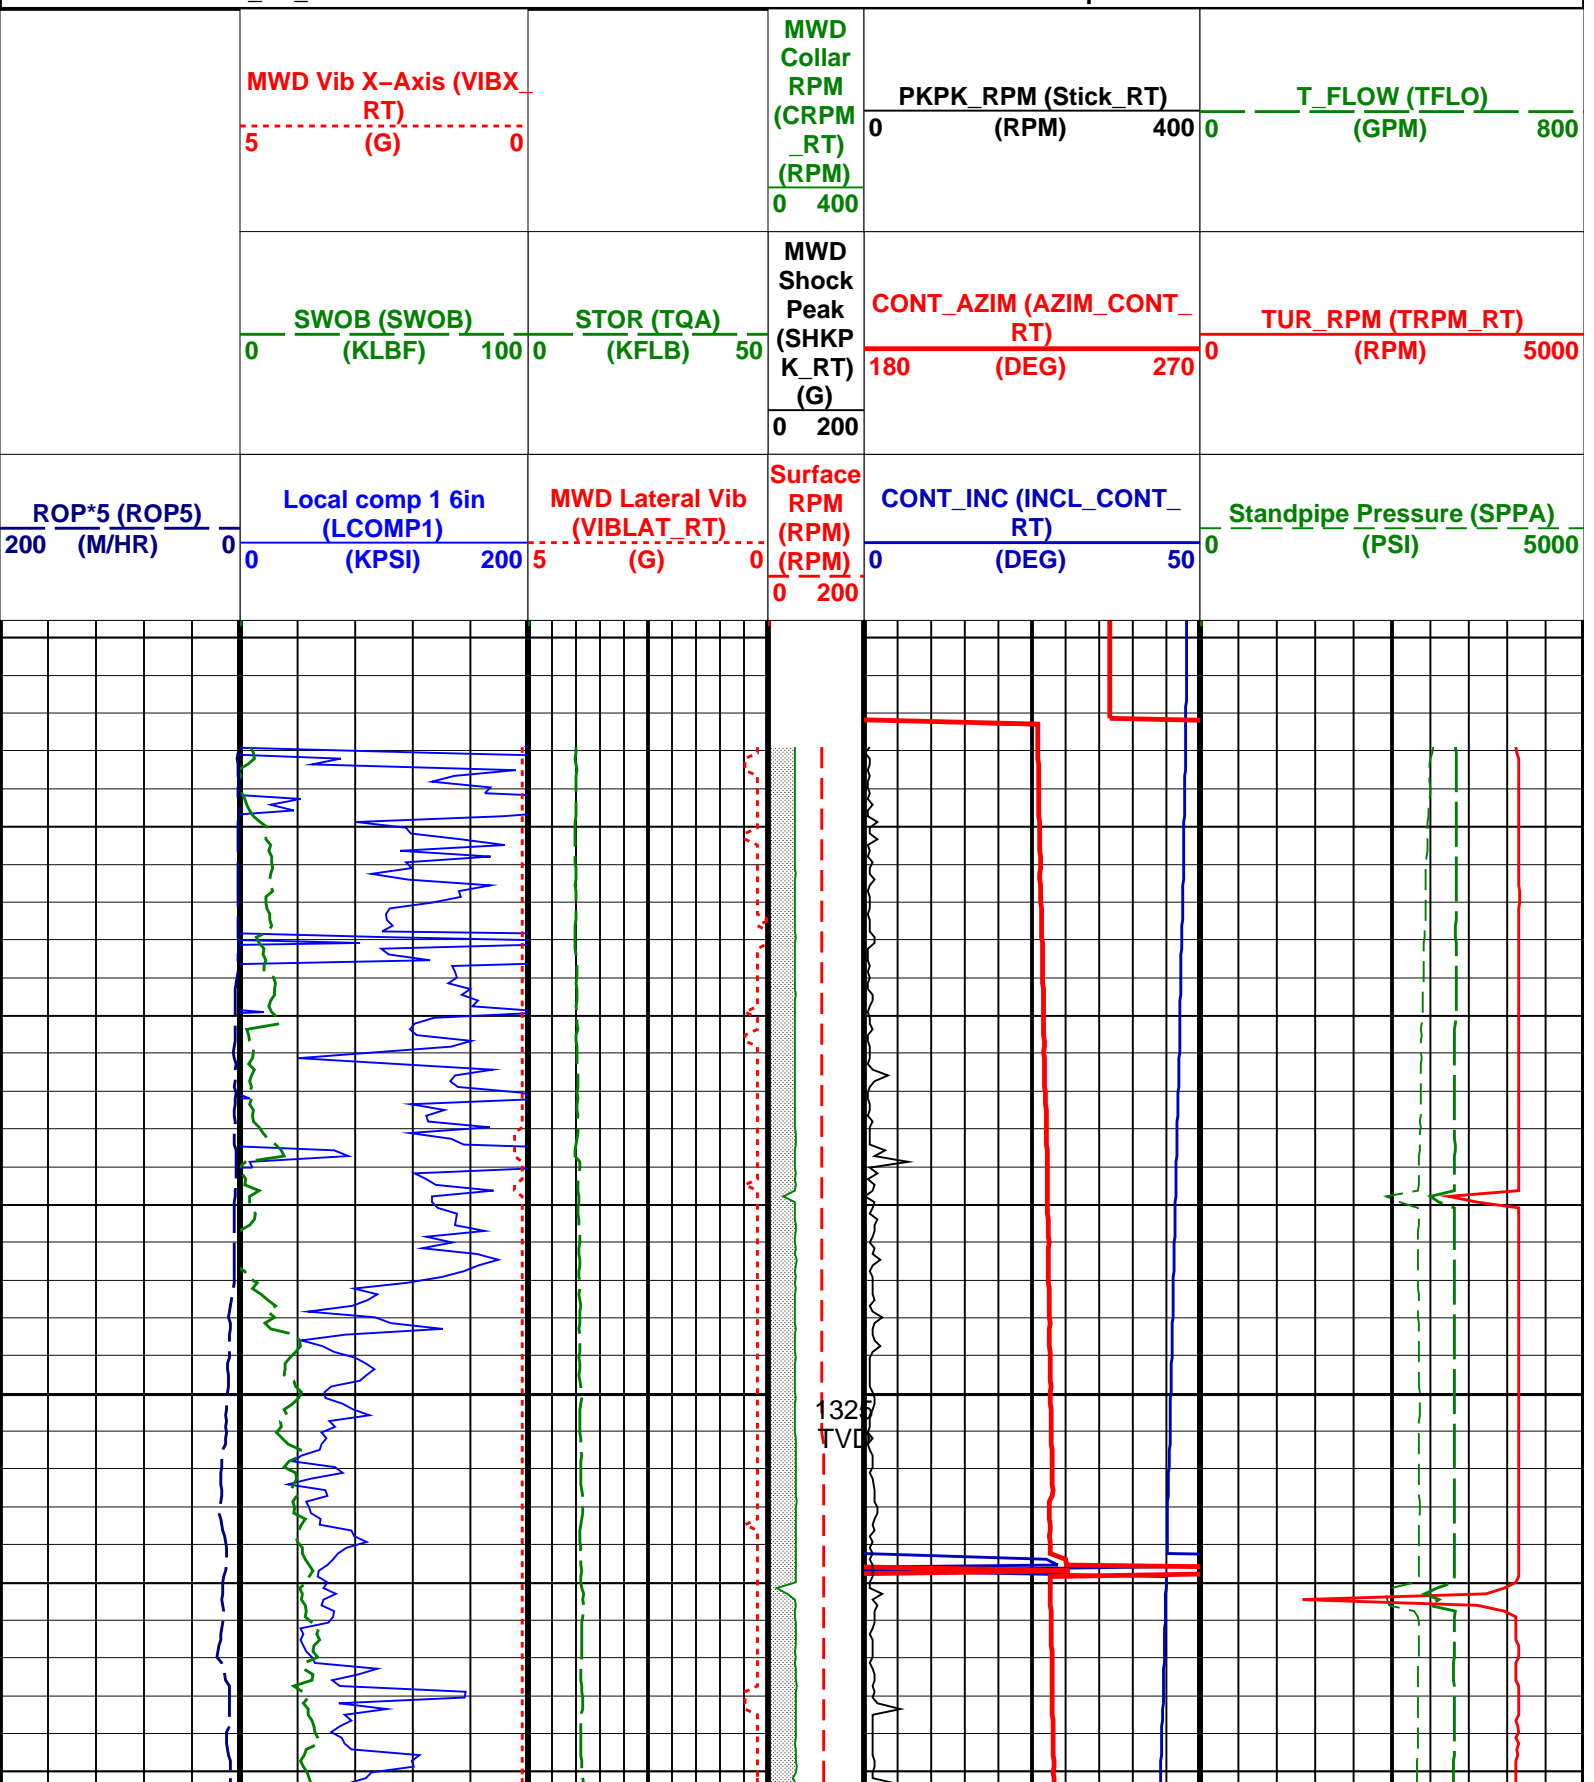 MWD Vib X−Axis (VIBX_
RT)
5 (G) 0
MWD
Collar
RPM
(CRPM
_RT)
(RPM)
0 400
PKPK_RPM (Stick_RT)
0 (RPM) 400
T_FLOW (TFLO)
0 (GPM) 800
SWOB (SWOB)
0 (KLBF) 100
STOR (TQA)
0 (KFLB) 50
MWD
Shock
Peak
(SHKP
K_RT)
(G)
0 200
CONT_AZIM (AZIM_CONT_
RT)
180 (DEG) 270
TUR_RPM (TRPM_RT)
0 (RPM) 5000
ROP*5 (ROP5)
200 (M/HR) 0
Local comp 1 6in
(LCOMP1)
0 (KPSI) 200
MWD Lateral Vib
(VIBLAT_RT)
5 (G) 0
Surface
RPM
(RPM)
(RPM)
0 200
CONT_INC (INCL_CONT_
RT)
0 (DEG) 50
Standpipe Pressure (SPPA)
0 (PSI) 5000
1325
TVD